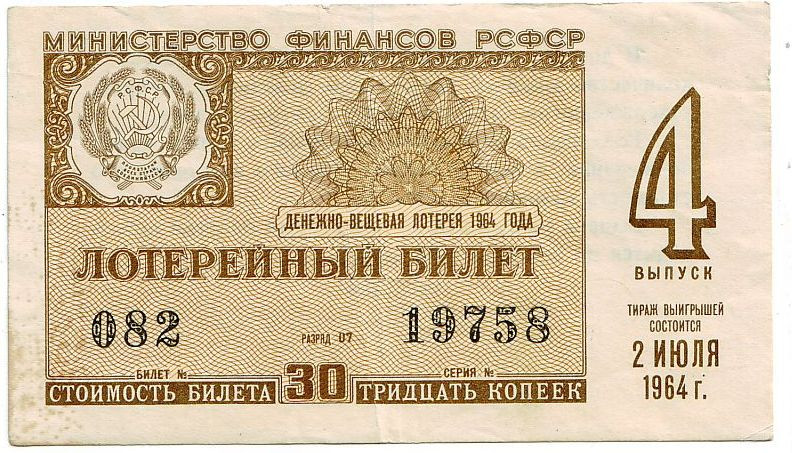 МИНИСТЕРСТВО ФИНАНСОВ РСФСР
РСФСР
ДЕНЕЖНО-ВЕЩЕВАЯ ЛОТЕРЕЯ 1964 ГОДА
ЛОТЕРЕЙНЫЙ БИЛЕТ
082 РАЗРЯД 07 19758
БИЛЕТ № СЕРИЯ №
СТОИМОСТЬ БИЛЕТА 30 ТРИДЦАТЬ КОПЕЕК
4
ВЫПУСК
ТИРАЖ ВЫИГРЫШЕЙ
СОСТОИТСЯ
2 ИЮЛЯ
1964 г.